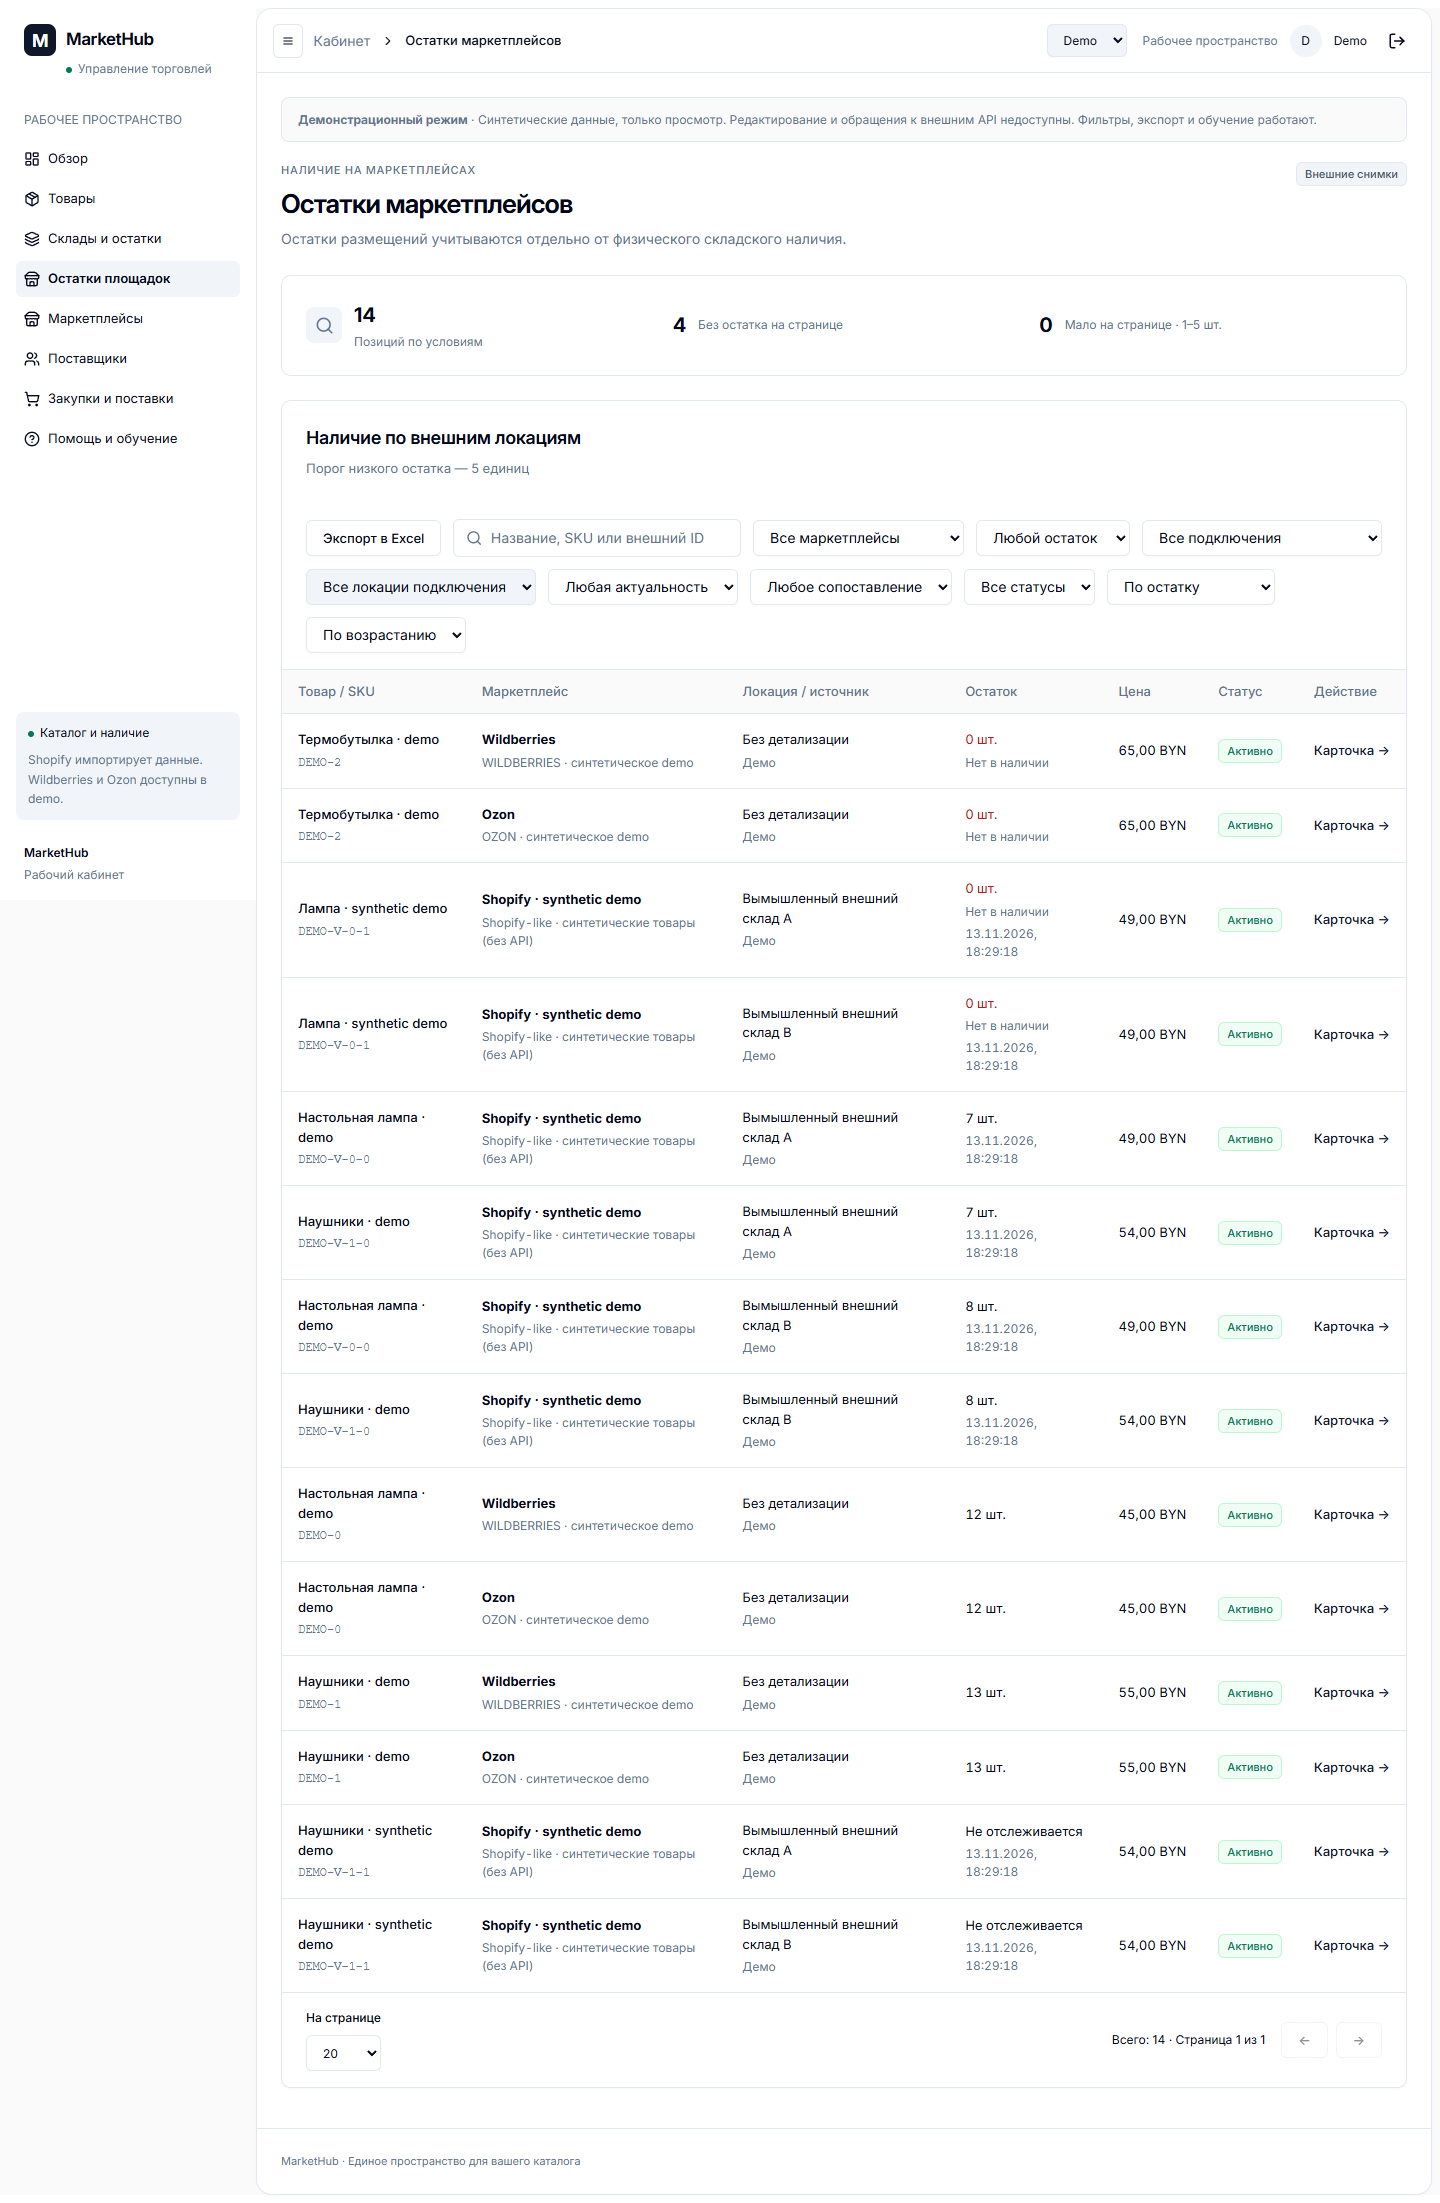 M MarketHub
Управление торговлей
РАБОЧЕЕ ПРОСТРАНСТВО
Обзор
Товары
Склады и остатки
Остатки площадок
Маркетплейсы
Поставщики
Закупки и поставки
Помощь и обучение
Каталог и наличие
Shopify импортирует данные.
Wildberries и Ozon доступны в
demo.
MarketHub
Рабочий кабинет
Кабинет > Остатки маркетплейсов
Demo Рабочее пространство D Demo
Демонстрационный режим · Синтетические данные, только просмотр. Редактирование и обращения к внешним API недоступны. Фильтры, экспорт и обучение работают.
НАЛИЧИЕ НА МАРКЕТПЛЕЙСАХ
Внешние снимки
Остатки маркетплейсов
Остатки размещений учитываются отдельно от физического складского наличия.
14
Позиций по условиям
4 Без остатка на странице
0 Мало на странице · 1–5 шт.
Наличие по внешним локациям
Порог низкого остатка — 5 единиц
Экспорт в Excel Название, SKU или внешний ID Все маркетплейсы Любой остаток Все подключения
Все локации подключения Любая актуальность Любое сопоставление Все статусы По остатку
По возрастанию
Товар / SKU Маркетплейс Локация / источник Остаток Цена Статус Действие
Термобутылка · demo Wildberries Без детализации 0 шт. 65,00 BYN Активно Карточка →
DEMO-2 WILDBERRIES · синтетическое demo Демо Нет в наличии
Термобутылка · demo Ozon Без детализации 0 шт. 65,00 BYN Активно Карточка →
DEMO-2 OZON · синтетическое demo Демо Нет в наличии
Лампа · synthetic demo Shopify · synthetic demo Вымышленный внешний 0 шт. 49,00 BYN Активно Карточка →
DEMO-V-0-1 Shopify-like · синтетические товары склад A Нет в наличии
(без API) Демо 13.11.2026,
18:29:18
Лампа · synthetic demo Shopify · synthetic demo Вымышленный внешний 0 шт. 49,00 BYN Активно Карточка →
DEMO-V-0-1 Shopify-like · синтетические товары склад B Нет в наличии
(без API) Демо 13.11.2026,
18:29:18
Настольная лампа · Shopify · synthetic demo Вымышленный внешний 7 шт. 49,00 BYN Активно Карточка →
demo Shopify-like · синтетические товары склад A 13.11.2026,
DEMO-V-0-0 (без API) Демо 18:29:18
Наушники · demo Shopify · synthetic demo Вымышленный внешний 7 шт. 54,00 BYN Активно Карточка →
DEMO-V-1-0 Shopify-like · синтетические товары склад A 13.11.2026,
(без API) Демо 18:29:18
Настольная лампа · Shopify · synthetic demo Вымышленный внешний 8 шт. 49,00 BYN Активно Карточка →
demo Shopify-like · синтетические товары склад B 13.11.2026,
DEMO-V-0-0 (без API) Демо 18:29:18
Наушники · demo Shopify · synthetic demo Вымышленный внешний 8 шт. 54,00 BYN Активно Карточка →
DEMO-V-1-0 Shopify-like · синтетические товары склад B 13.11.2026,
(без API) Демо 18:29:18
Настольная лампа · Wildberries Без детализации 12 шт. 45,00 BYN Активно Карточка →
demo WILDBERRIES · синтетическое demo Демо
DEMO-0
Настольная лампа · Ozon Без детализации 12 шт. 45,00 BYN Активно Карточка →
demo OZON · синтетическое demo Демо
DEMO-0
Наушники · demo Wildberries Без детализации 13 шт. 55,00 BYN Активно Карточка →
DEMO-1 WILDBERRIES · синтетическое demo Демо
Наушники · demo Ozon Без детализации 13 шт. 55,00 BYN Активно Карточка →
DEMO-1 OZON · синтетическое demo Демо
Наушники · synthetic Shopify · synthetic demo Вымышленный внешний Не отслеживается 54,00 BYN Активно Карточка →
demo Shopify-like · синтетические товары склад A 13.11.2026,
DEMO-V-1-1 (без API) Демо 18:29:18
Наушники · synthetic Shopify · synthetic demo Вымышленный внешний Не отслеживается 54,00 BYN Активно Карточка →
demo Shopify-like · синтетические товары склад B 13.11.2026,
DEMO-V-1-1 (без API) Демо 18:29:18
На странице
20
Всего: 14 · Страница 1 из 1 ← →
MarketHub · Единое пространство для вашего каталога